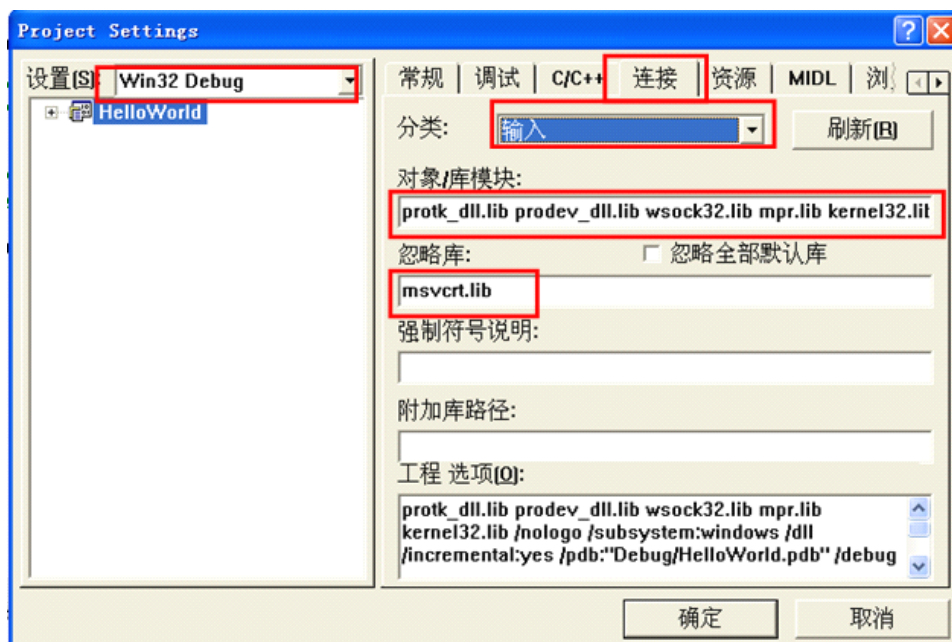 Project Settings
设置(S): Win32 Debug
HelloWorld
常规 调试 C/C++ 连接 资源 MIDL 浏
分类: 输入 刷新(R)
对象/库模块:
protk_dll.lib prodev_dll.lib wsock32.lib mpr.lib kernel32.lib
忽略库: 忽略全部默认库
msvcrt.lib
强制符号说明:
附加库路径:
工程 选项(O):
protk_dll.lib prodev_dll.lib wsock32.lib mpr.lib
kernel32.lib /nologo /subsystem:windows /dll
/incremental:yes /pdb:"Debug/HelloWorld.pdb" /debug
确定 取消